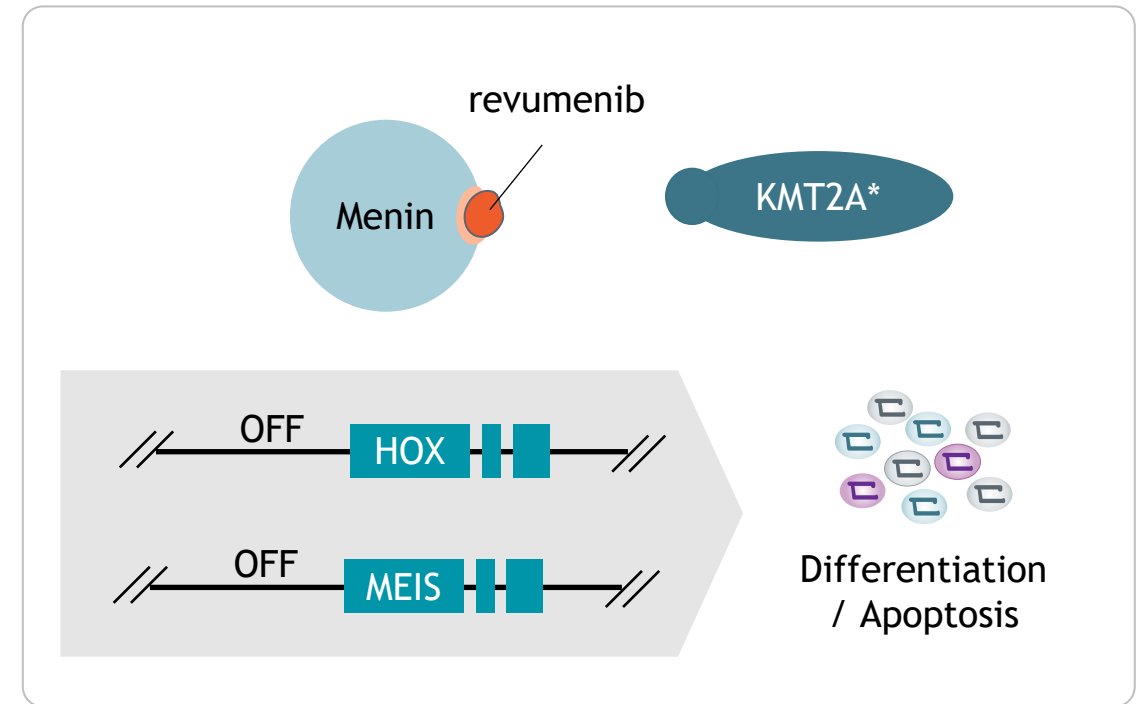 revumenib
Menin
KMT2A*
OFF
HOX
OFF
MEIS
Differentiation
/ Apoptosis